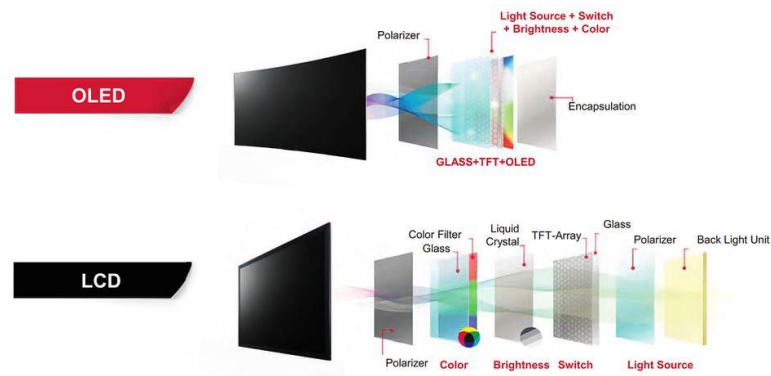 OLED
Polarizer
Light Source + Switch
+ Brightness + Color
Encapsulation
GLASS+TFT+OLED
LCD
Color Filter
Glass
Liquid
Crystal
TFT-Array
Glass
Polarizer
Back Light Unit
Polarizer
Color
Brightness
Switch
Light Source